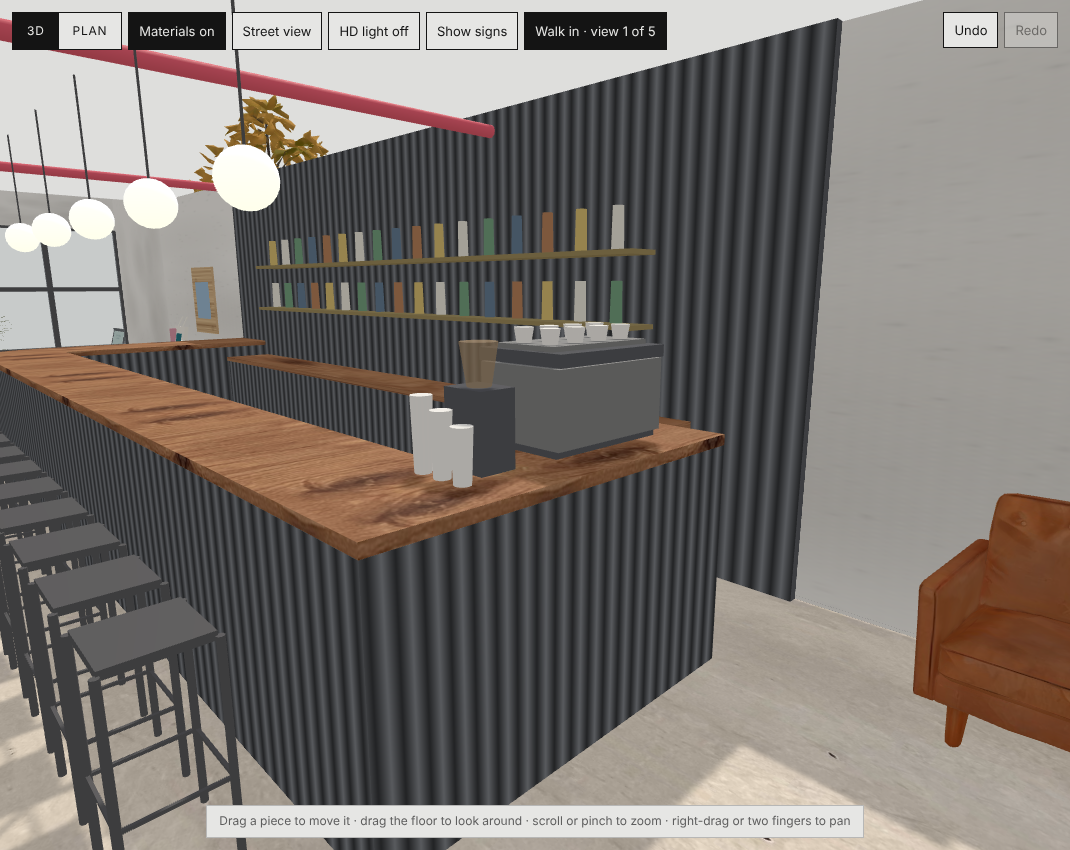 3D PLAN Materials on Street view HD light off Show signs Walk in · view 1 of 5 Undo Redo
Drag a piece to move it · drag the floor to look around · scroll or pinch to zoom · right-drag or two fingers to pan